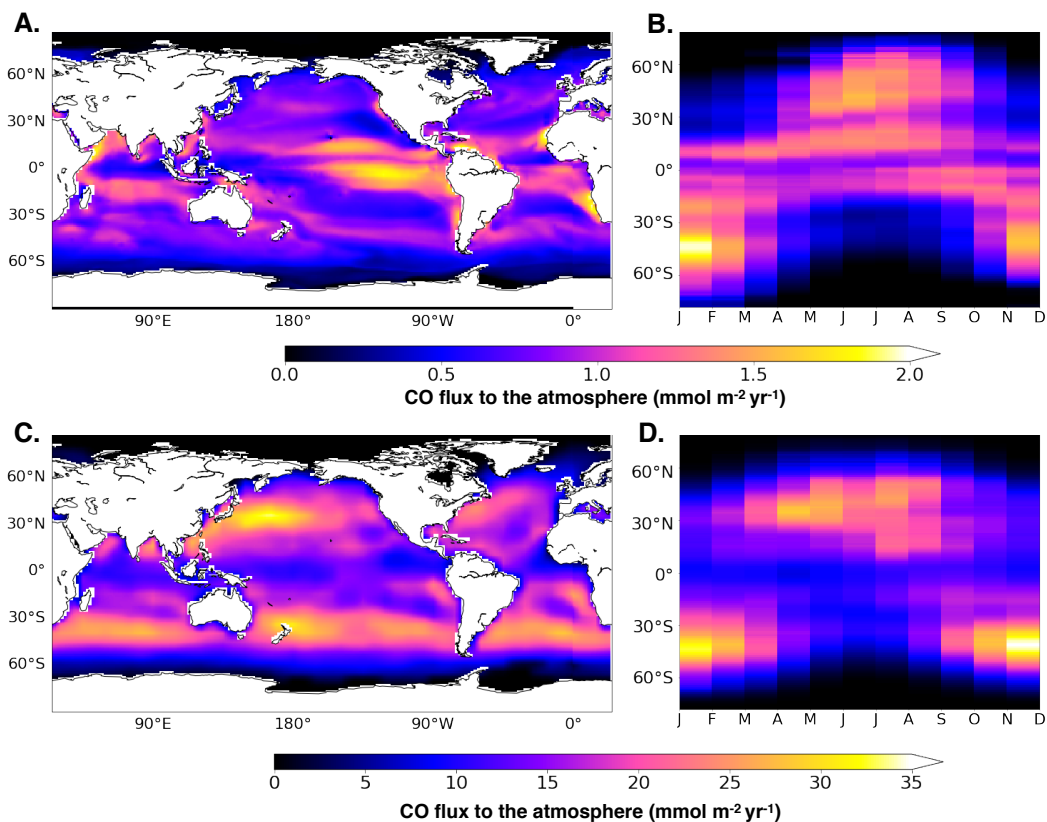 A.
B.
60°N
30°N
0°
30°S
60°S
90°E 180° 90°W 0°
60°N
30°N
0°
30°S
60°S
J F M A M J J A S O N D
0.0 0.5 1.0 1.5 2.0
CO flux to the atmosphere (mmol m⁻² yr⁻¹)
C.
D.
60°N
30°N
0°
30°S
60°S
90°E 180° 90°W 0°
60°N
30°N
0°
30°S
60°S
J F M A M J J A S O N D
0 5 10 15 20 25 30 35
CO flux to the atmosphere (mmol m⁻² yr⁻¹)